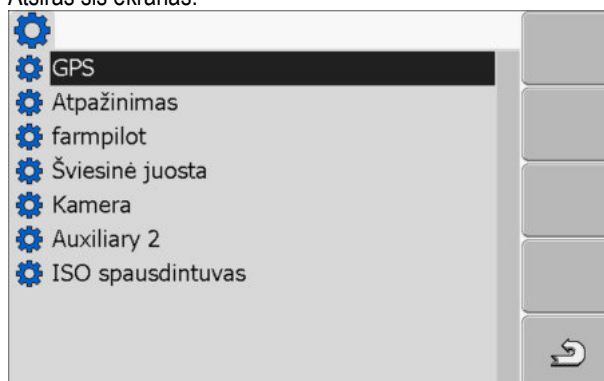 Atsiras šis ekranas:
GPS
Atpažinimas
farmpilot
Šviesinė juosta
Kamera
Auxiliary 2
ISO spausdintuvas